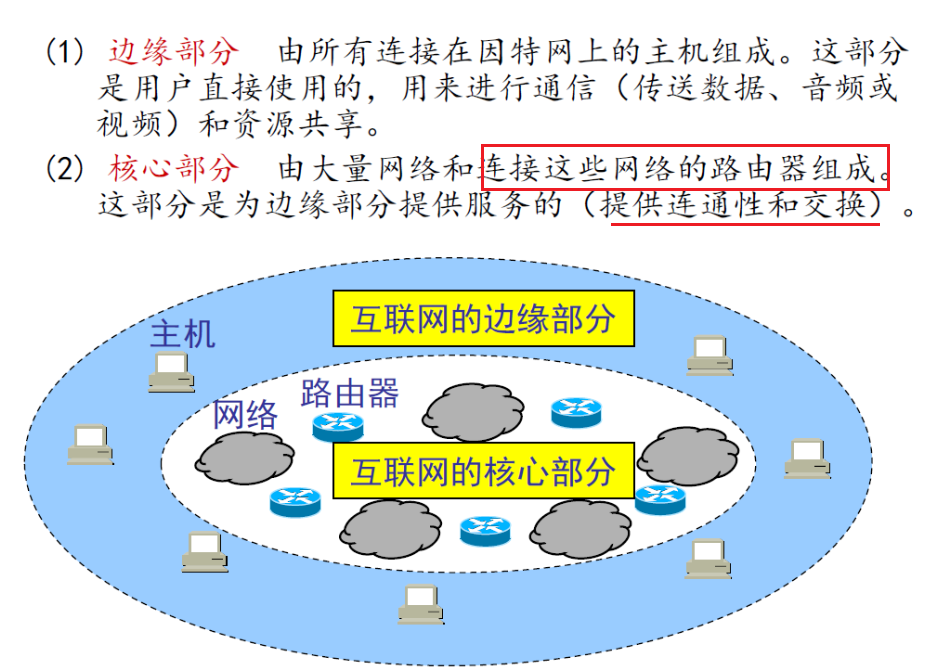 (1) 边缘部分 由所有连接在因特网上的主机组成。这部分
是用户直接使用的，用来进行通信（传送数据、音频或
视频）和资源共享。
(2) 核心部分 由大量网络和连接这些网络的路由器组成。
这部分是为边缘部分提供服务的（提供连通性和交换）。
互联网的边缘部分
主机
路由器
网络
互联网的核心部分